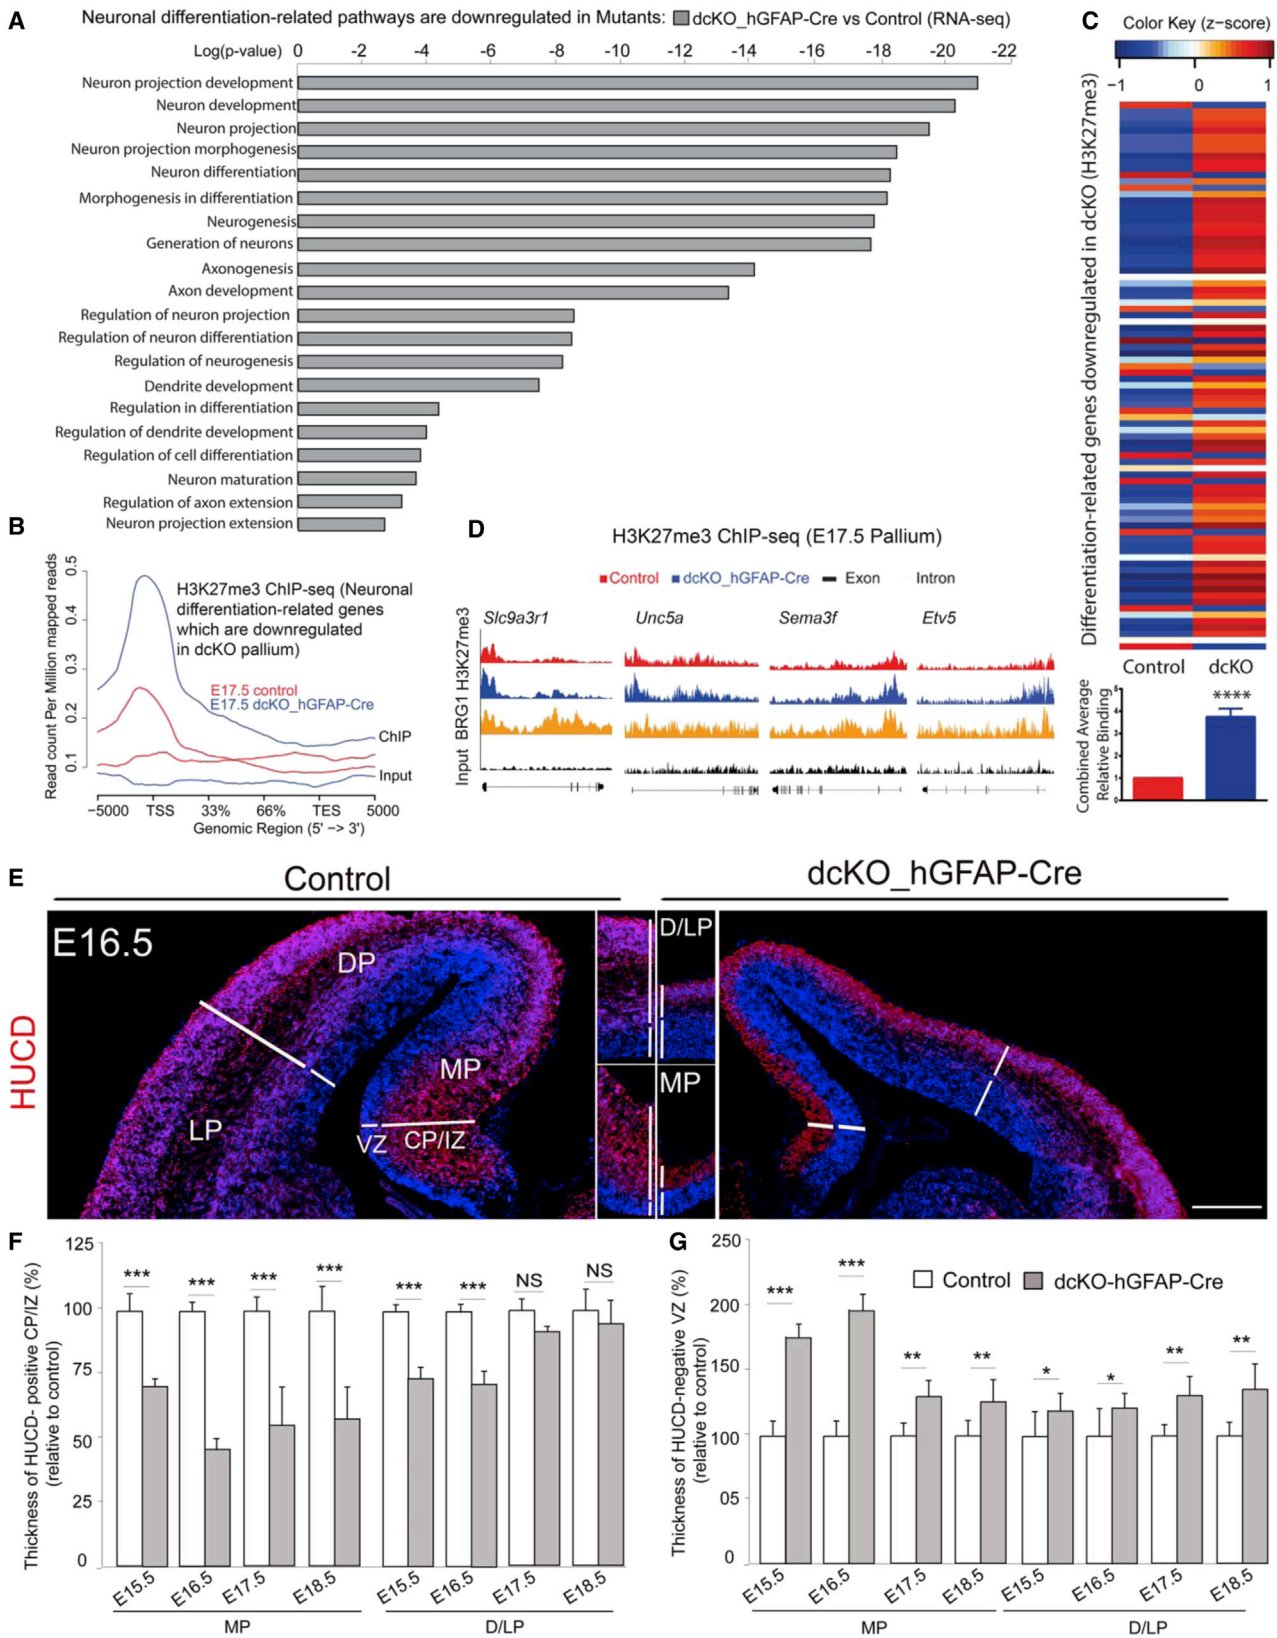 A
Neuronal differentiation-related pathways are downregulated in Mutants: dcKO_hGFAP-Cre vs Control (RNA-seq)
Log(p-value) 0 -2 -4 -6 -8 -10 -12 -14 -16 -18 -20 -22
Neuron projection development
Neuron development
Neuron projection
Neuron projection morphogenesis
Neuron differentiation
Morphogenesis in differentiation
Neurogenesis
Generation of neurons
Axonogenesis
Axon development
Regulation of neuron projection
Regulation of neuron differentiation
Regulation of neurogenesis
Dendrite development
Regulation in differentiation
Regulation of dendrite development
Regulation of cell differentiation
Neuron maturation
Regulation of axon extension
Neuron projection extension
B
Read count Per Million mapped reads
0.5
0.4
0.3
0.2
0.1
H3K27me3 ChIP-seq (Neuronal
differentiation-related genes
which are downregulated
in dcKO pallium)
E17.5 control
E17.5 dcKO_hGFAP-Cre
ChIP
Input
−5000 TSS 33% 66% TES 5000
Genomic Region (5' −> 3')
C
Color Key (z−score)
−1 0 1
Differentiation-related genes downregulated in dcKO (H3K27me3)
Control dcKO
Combined Average
Relative Binding
5
4
3
2
1
0
****
D
H3K27me3 ChIP-seq (E17.5 Pallium)
Control dcKO_hGFAP-Cre Exon Intron
Slc9a3r1 Unc5a Sema3f Etv5
H3K27me3
BRG1
Input
E
Control
dcKO_hGFAP-Cre
HUCD
E16.5
DP
LP
MP
VZ
CP/IZ
D/LP
MP
F
Thickness of HUCD- positive CP/IZ (%)
(relative to control)
125
100
75
50
25
0
*** *** *** *** *** *** NS NS
E15.5 E16.5 E17.5 E18.5 E15.5 E16.5 E17.5 E18.5
MP D/LP
G
Thickness of HUCD-negative VZ (%)
(relative to control)
250
200
150
100
05
0
Control dcKO-hGFAP-Cre
*** *** ** ** * * ** **
E15.5 E16.5 E17.5 E18.5 E15.5 E16.5 E17.5 E18.5
MP D/LP